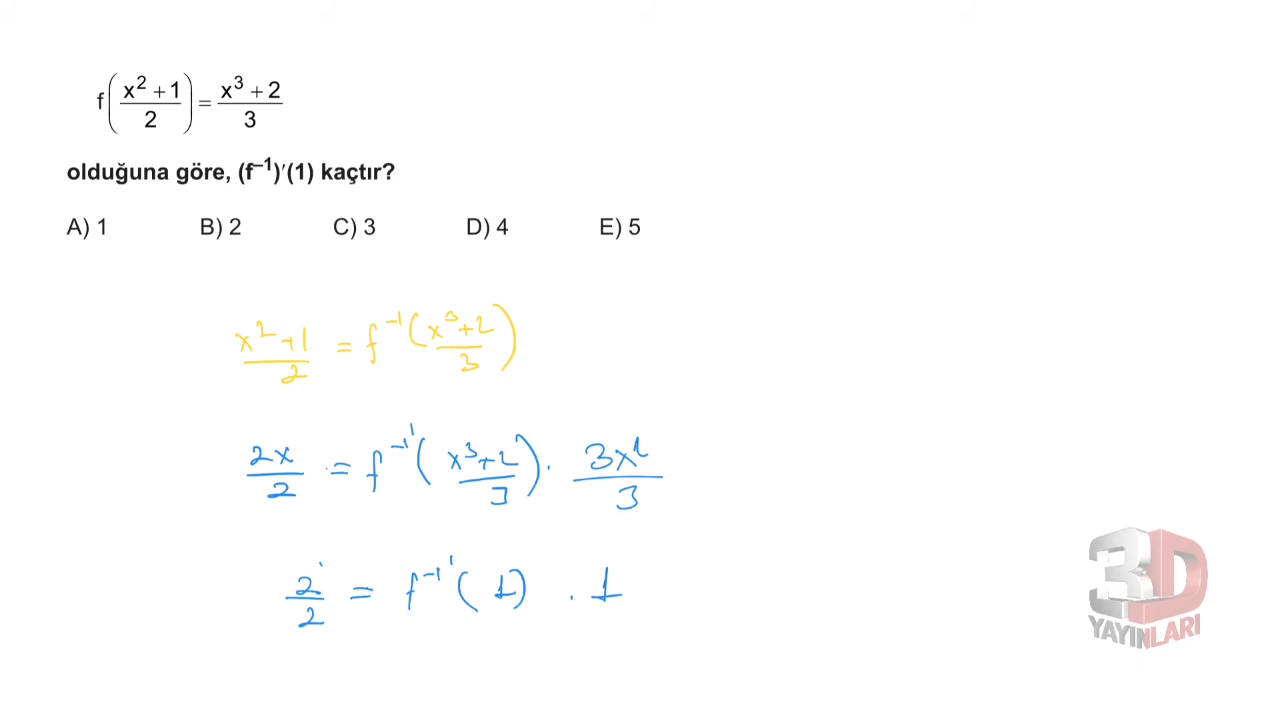 f((x² + 1)/2) = (x³ + 2)/3
olduğuna göre, (f⁻¹)′(1) kaçtır?
A) 1 B) 2 C) 3 D) 4 E) 5
(x² + 1)/2 = f⁻¹((x³ + 2)/3)
2x/2 = f⁻¹′((x³ + 2)/3) · 3x²/3
2/2 = f⁻¹′(1) . 1
3D
YAYINLARI